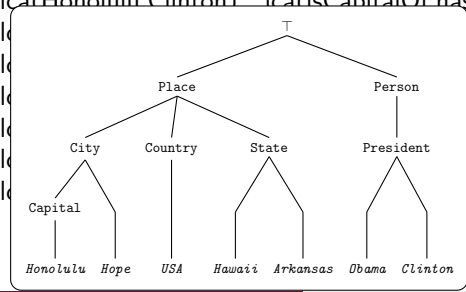 ⊤
Place Person
City Country State President
Capital
Honolulu Hope USA Hawaii Arkansas Obama Clinton